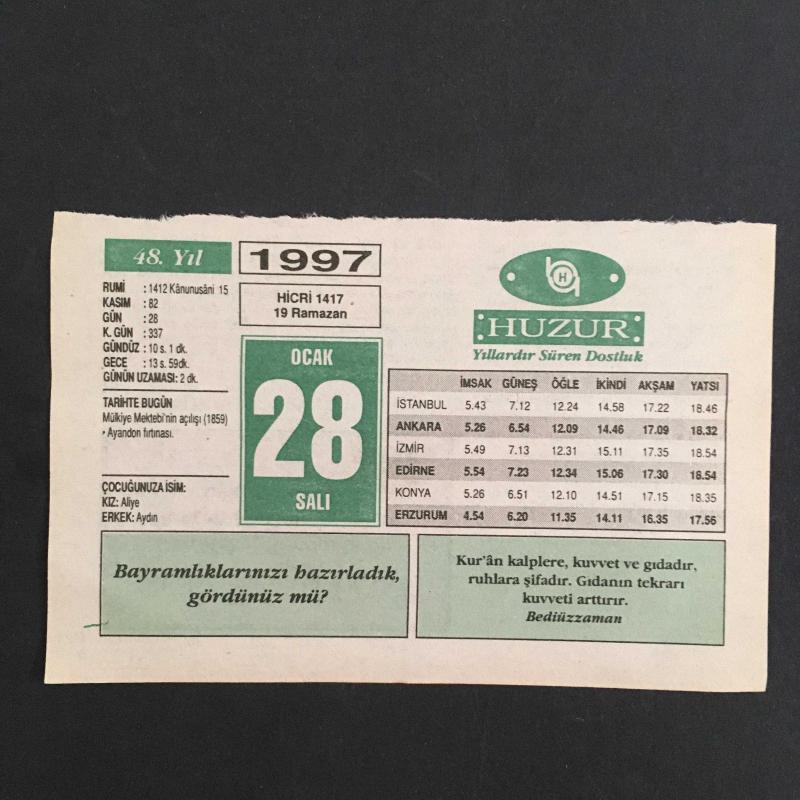 48. Yıl
1997
RUMİ : 1412 Kânunusâni 15
KASIM : 82
GÜN : 28
K. GÜN : 337
GÜNDÜZ : 10 s. 1 dk.
GECE : 13 s. 59dk.
GÜNÜN UZAMASI: 2 dk.
TARİHTE BUGÜN
Mülkiye Mektebi'nin açılışı (1859)
• Ayandon fırtınası.
ÇOCUĞUNUZA İSİM:
KIZ: Aliye
ERKEK: Aydın
HİCRİ 1417
19 Ramazan
OCAK
28
SALI
H
HUZUR
Yıllardır Süren Dostluk
İMSAK GÜNEŞ ÖĞLE İKİNDİ AKŞAM YATSI
İSTANBUL 5.43 7.12 12.24 14.58 17.22 18.46
ANKARA 5.26 6.54 12.09 14.46 17.09 18.32
İZMİR 5.49 7.13 12.31 15.11 17.35 18.54
EDİRNE 5.54 7.23 12.34 15.06 17.30 18.54
KONYA 5.26 6.51 12.10 14.51 17.15 18.35
ERZURUM 4.54 6.20 11.35 14.11 16.35 17.56
Bayramlıklarınızı hazırladık,
gördünüz mü?
Kur'ân kalplere, kuvvet ve gıdadır,
ruhlara şifadır. Gıdanın tekrarı
kuvveti arttırır.
Bediüzzaman